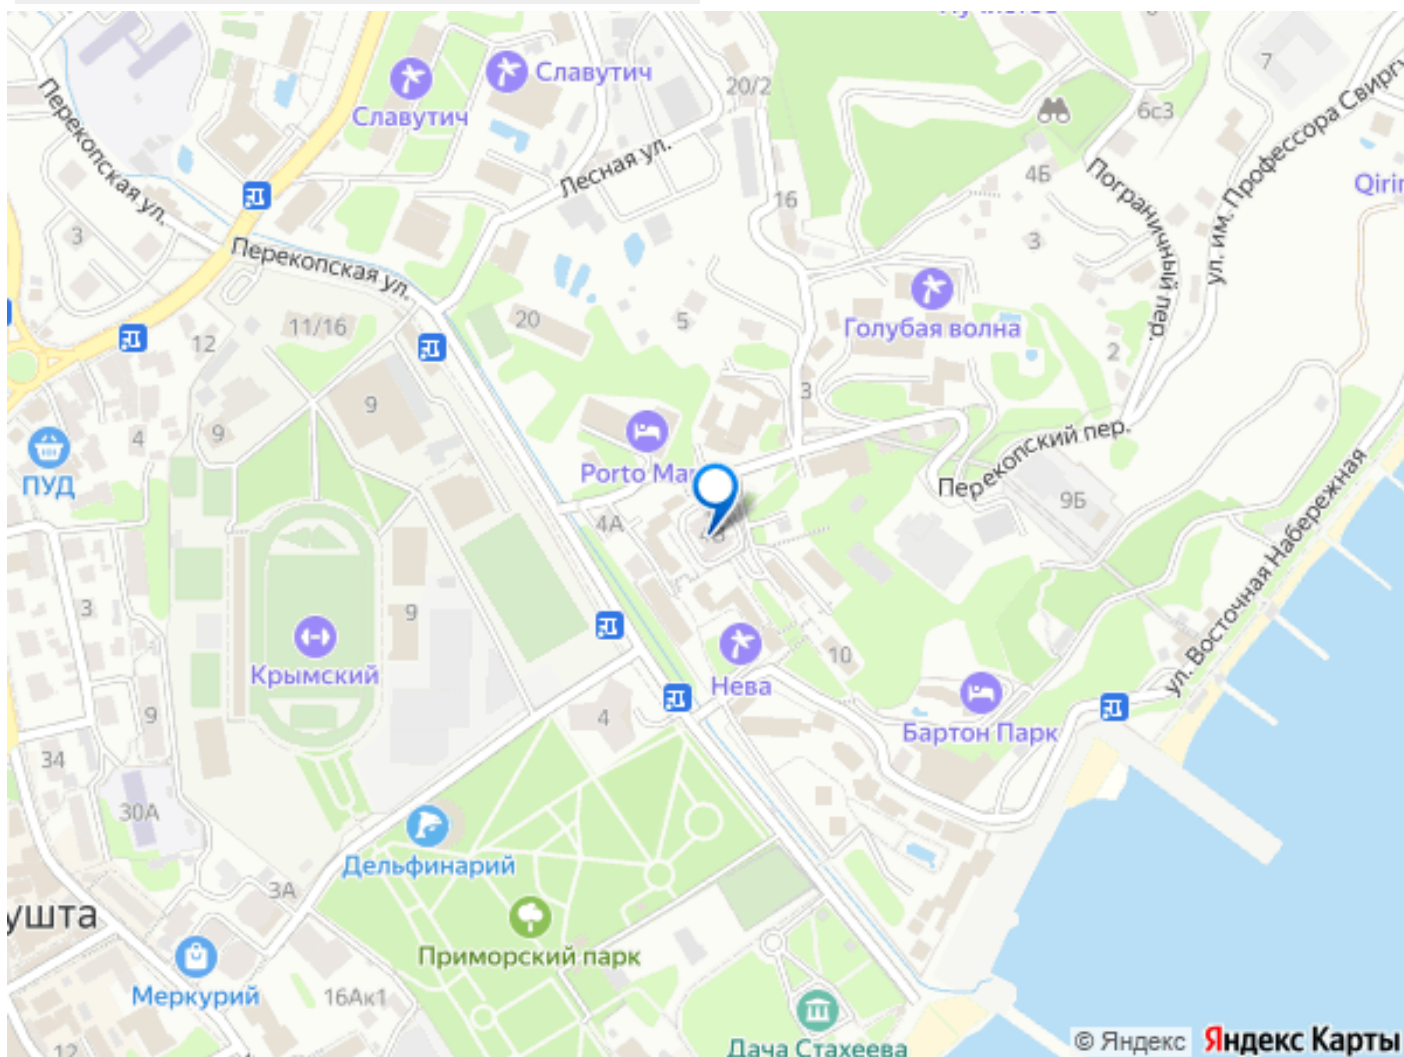 Славутич
Славутич
20/2
7
6с3
Перекопская ул.
Лесная ул.
4Б
Пограничный пер.
ул. им. Профессора Свиргу
Qirin
16
3
3
Перекопская ул.
Голубая волна
12
11/16
20
5
2
3
9
4
9
ПУД
Porto Mar
Перекопский пер.
9Б
4А
ул. Восточная Набережная
3
9
Крымский
10
Нева
9
4
34
Бартон Парк
30А
Дельфинарий
3А
ушта
Приморский парк
Меркурий
16Ак1
12
Дача Стахеева
© Яндекс Яндекс Карты